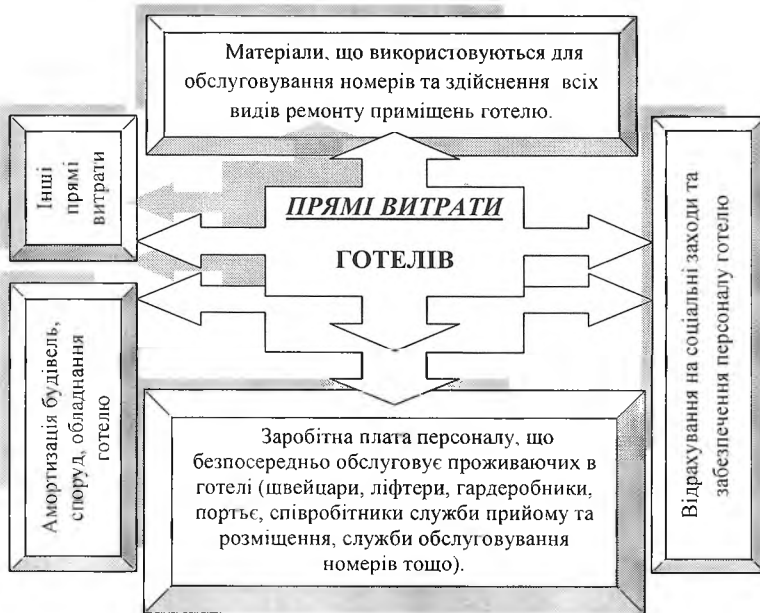 Матеріали, що використовуються для
обслуговування номерів та здійснення всіх
видів ремонту приміщень готелю.
Інші
прямі
витрати
ПРЯМІ ВИТРАТИ
ГОТЕЛІВ
Відрахування на соціальні заходи та
забезпечення персоналу готелю
Амортизація будівель,
споруд, обладнання
готелю
Заробітна плата персоналу, що
безпосередньо обслуговує проживаючих в
готелі (швейцари, ліфтери, гардеробники,
портьє, співробітники служби прийому та
розміщення, служби обслуговування
номерів тощо).